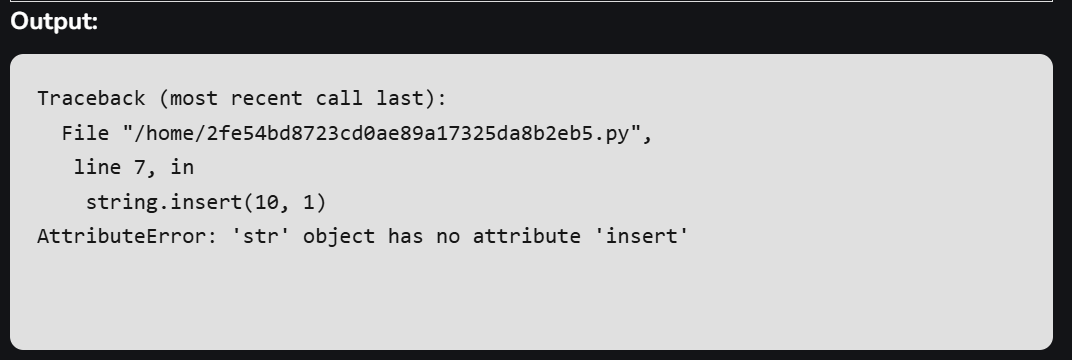 Output:
Traceback (most recent call last):
  File "/home/2fe54bd8723cd0ae89a17325da8b2eb5.py",
   line 7, in
    string.insert(10, 1)
AttributeError: 'str' object has no attribute 'insert'